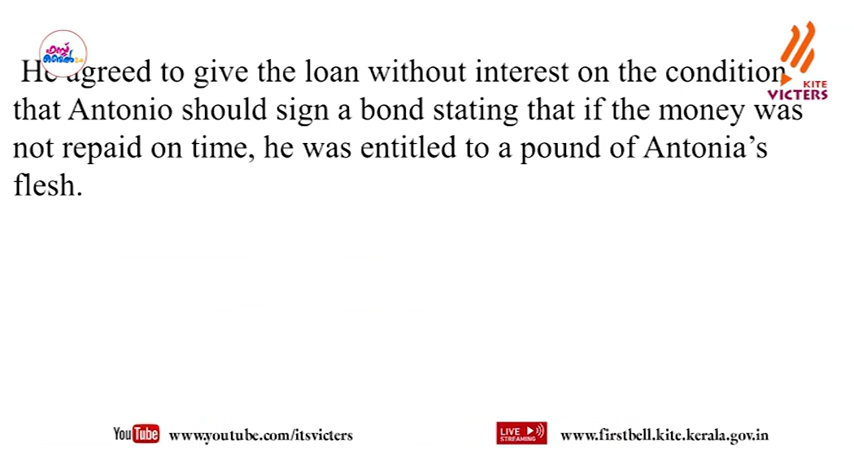 He agreed to give the loan without interest on the condition
that Antonio should sign a bond stating that if the money was
not repaid on time, he was entitled to a pound of Antonia’s
flesh.
KITE
VICTERS
YouTube www.youtube.com/itsvicters
LIVE STREAMING www.firstbell.kite.kerala.gov.in